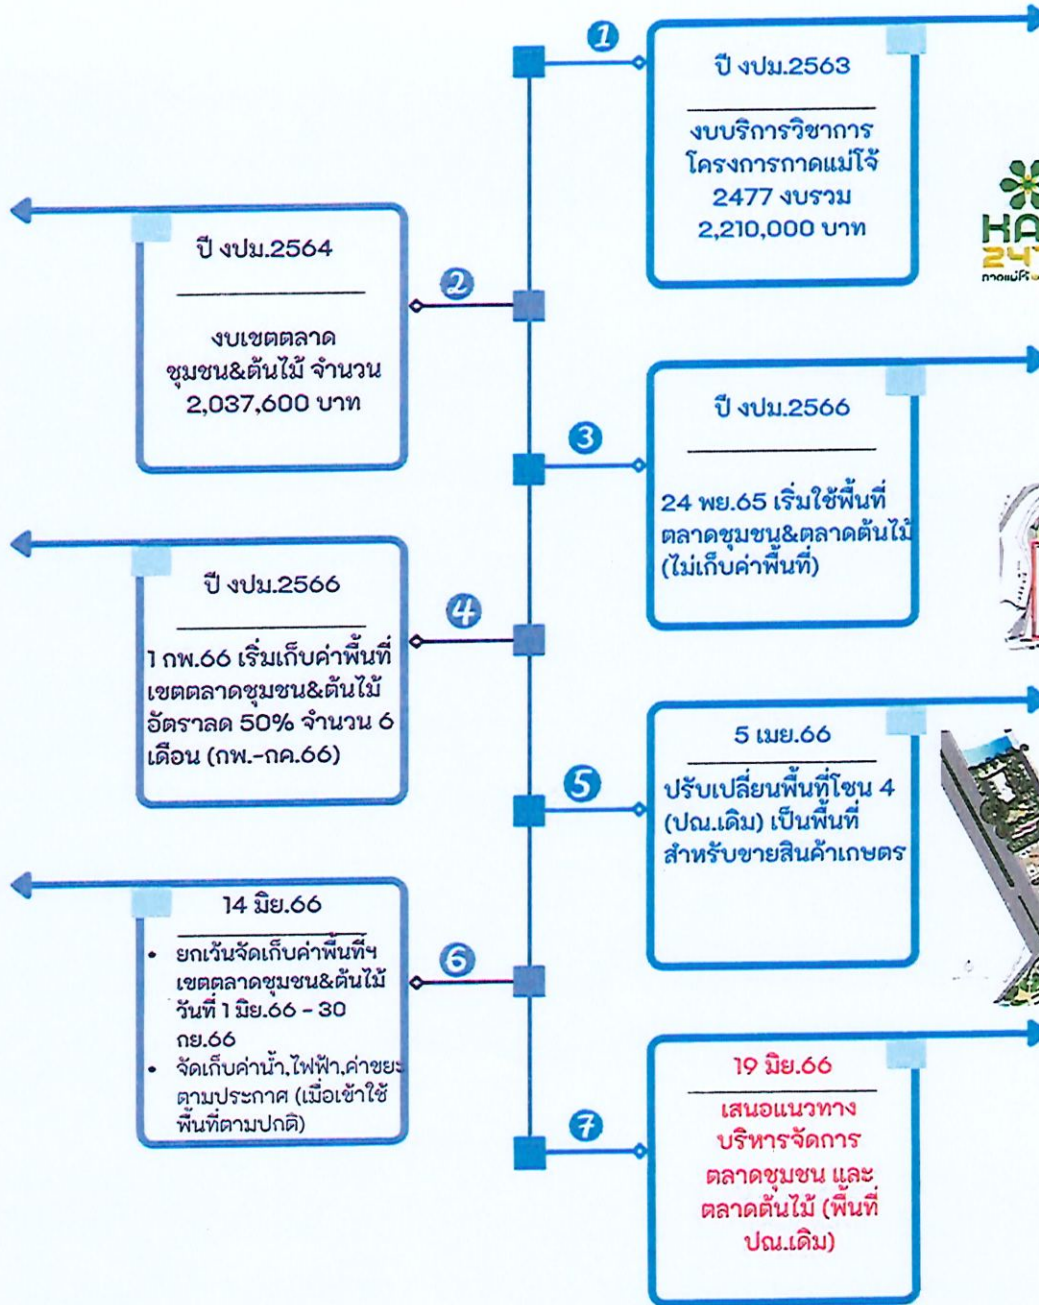 1
ปี งปม.2563
งบบริการวิชาการ
โครงการกาดแม่โจ้
2477 งบรวม
2,210,000 บาท
2
ปี งปม.2564
งบเขตตลาด
ชุมชน&ต้นไม้ จำนวน
2,037,600 บาท
3
ปี งปม.2566
24 พย.65 เริ่มใช้พื้นที่
ตลาดชุมชน&ตลาดต้นไม้
(ไม่เก็บค่าพื้นที่)
4
ปี งปม.2566
1 กพ.66 เริ่มเก็บค่าพื้นที่
เขตตลาดชุมชน&ต้นไม้
อัตราลด 50% จำนวน 6
เดือน (กพ.-กค.66)
5
5 เมย.66
ปรับเปลี่ยนพื้นที่โซน 4
(ปณ.เดิม) เป็นพื้นที่
สำหรับขายสินค้าเกษตร
6
14 มิย.66
• ยกเว้นจัดเก็บค่าพื้นที่ฯ
เขตตลาดชุมชน&ต้นไม้
วันที่ 1 มิย.66 - 30
กย.66
• จัดเก็บค่าน้ำ,ไฟฟ้า,ค่าขยะ
ตามประกาศ (เมื่อเข้าใช้
พื้นที่ตามปกติ)
7
19 มิย.66
เสนอแนวทาง
บริหารจัดการ
ตลาดชุมชน และ
ตลาดต้นไม้ (พื้นที่
ปณ.เดิม)
กาดแม่โจ้